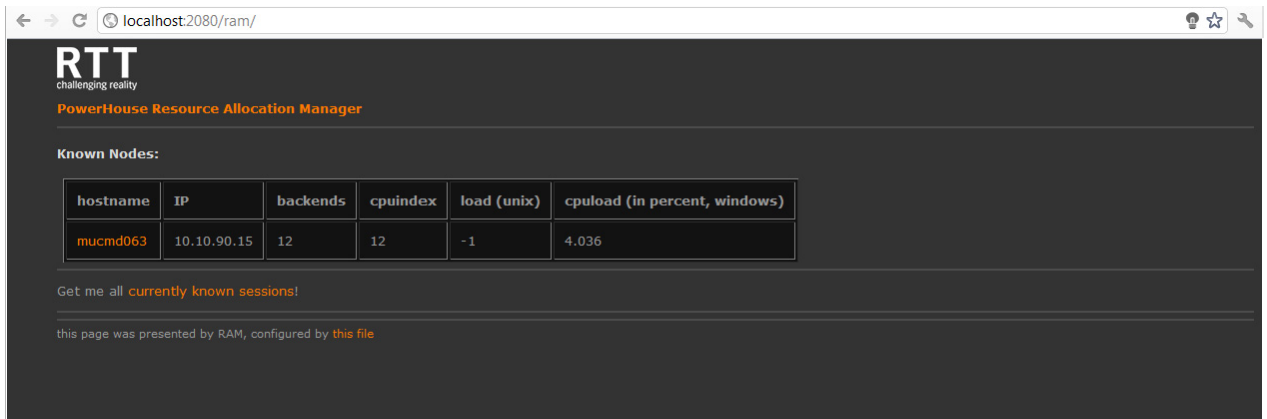 localhost:2080/ram/
RTT
challenging reality
PowerHouse Resource Allocation Manager
Known Nodes:
hostname IP backends cpuindex load (unix) cpuload (in percent, windows)
mucmd063 10.10.90.15 12 12 -1 4.036
Get me all currently known sessions!
this page was presented by RAM, configured by this file